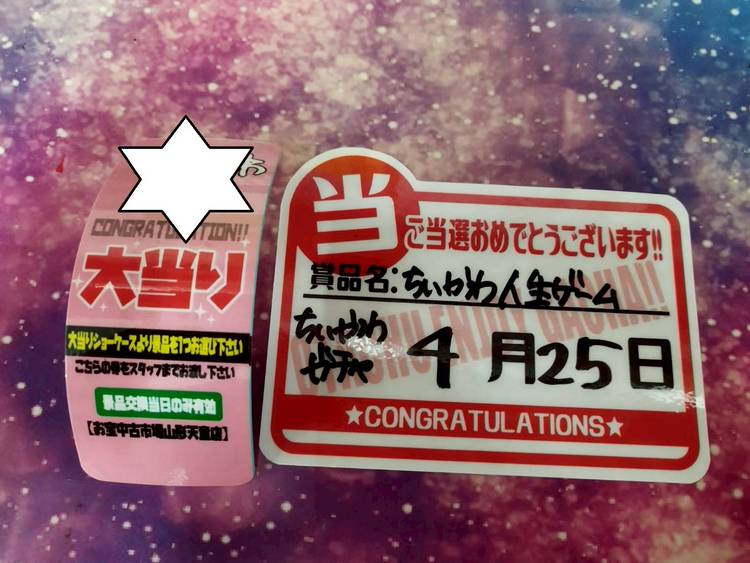 CONGRATULATION!!
大当り
大当りショーケースより景品を1つお選び下さい
こちらの券をスタッフまでお渡し下さい
景品交換当日のみ有効
【お宝中古市場山形天童店】
当
ご当選おめでとうございます!!
賞品名:ちいかわ人生ゲーム
ちいかわ
ガチャ
4月25日
★CONGRATULATIONS★